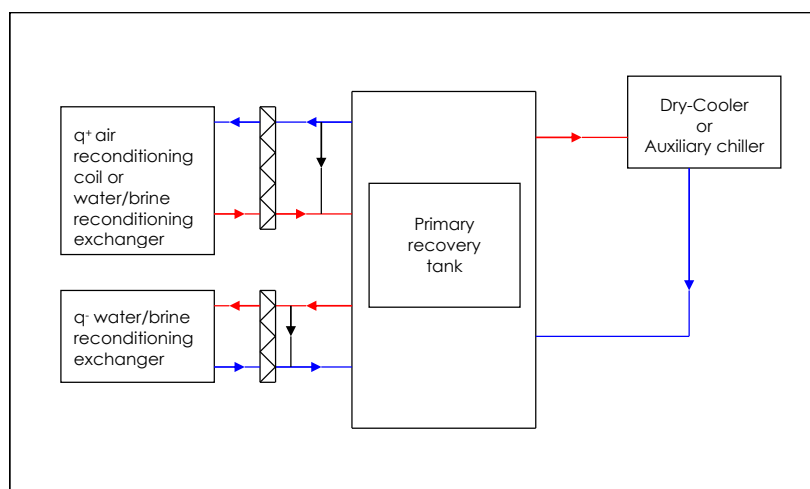 q⁺ air
reconditioning
coil or
water/brine
reconditioning
exchanger
q⁻ water/brine
reconditioning
exchanger
Primary
recovery
tank
Dry-Cooler
or
Auxiliary chiller